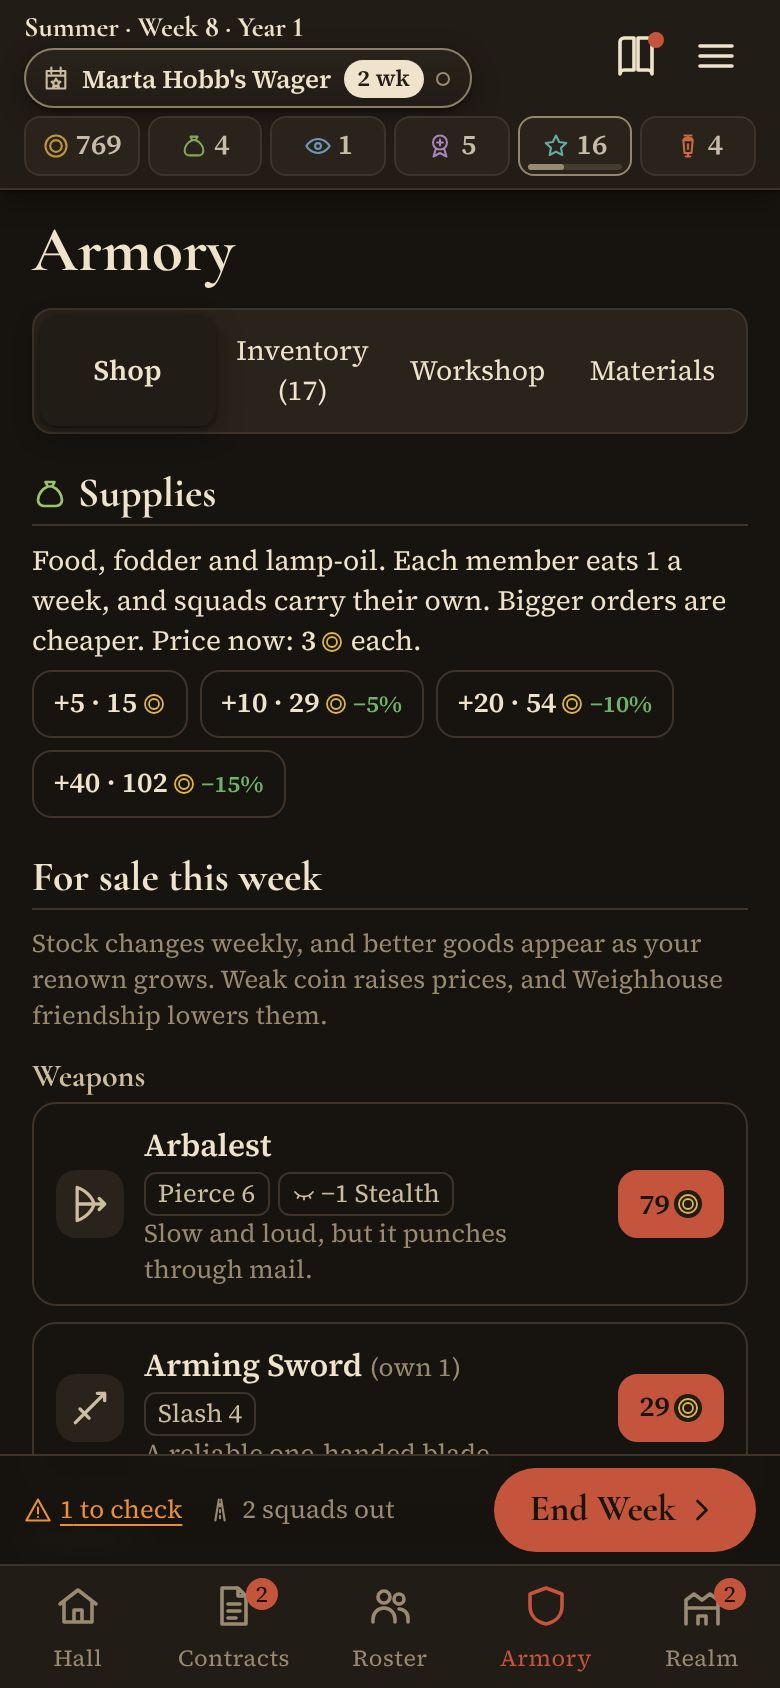 Summer · Week 8 · Year 1
Marta Hobb's Wager 2 wk
769 4 1 5 16 4
Armory
Shop Inventory (17) Workshop Materials
Supplies
Food, fodder and lamp-oil. Each member eats 1 a
week, and squads carry their own. Bigger orders are
cheaper. Price now: 3 each.
+5 · 15 +10 · 29 −5% +20 · 54 −10%
+40 · 102 −15%
For sale this week
Stock changes weekly, and better goods appear as your
renown grows. Weak coin raises prices, and Weighhouse
friendship lowers them.
Weapons
Arbalest
Pierce 6 −1 Stealth
79
Slow and loud, but it punches
through mail.
Arming Sword (own 1)
Slash 4
29
A reliable one-handed blade
1 to check 2 squads out End Week
2 2
Hall Contracts Roster Armory Realm